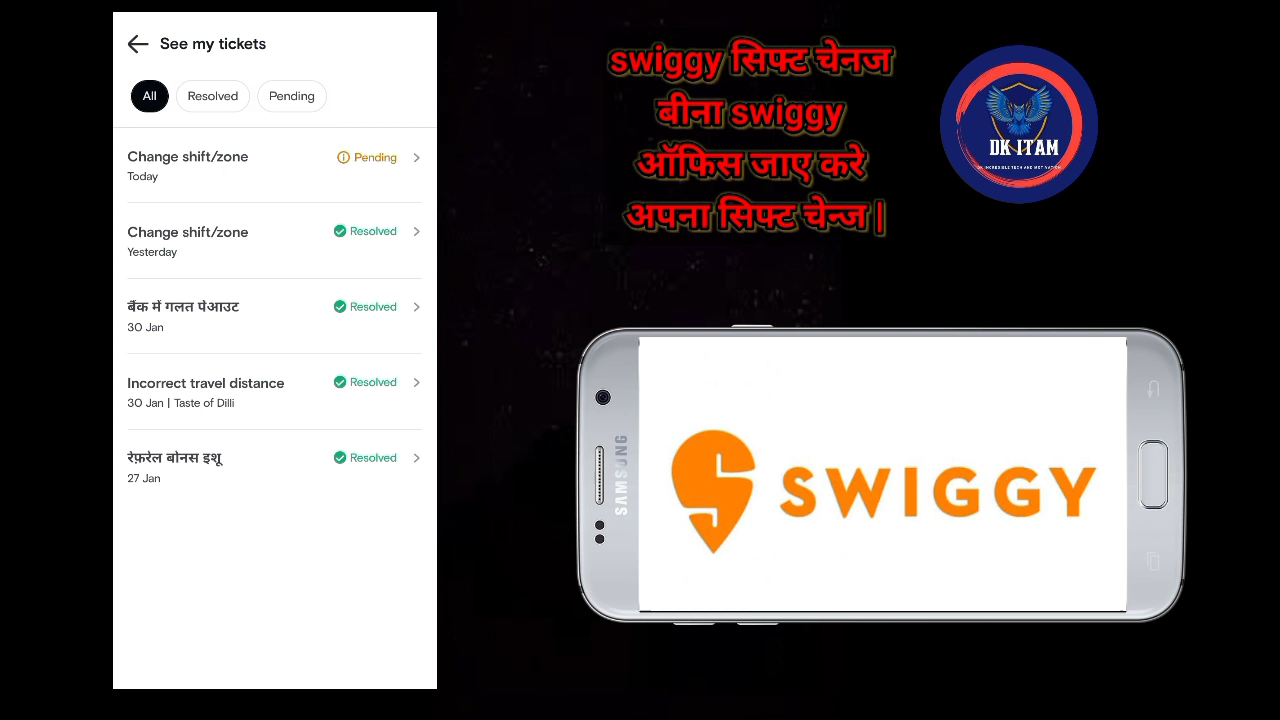 See my tickets
All
Resolved
Pending
Change shift/zone
Pending
Today
Change shift/zone
Resolved
Yesterday
बैंक में गलत पेआउट
Resolved
30 Jan
Incorrect travel distance
Resolved
30 Jan | Taste of Dilli
रेफ़रेल बोनस इशू
Resolved
27 Jan
swiggy सिफ्ट चेनज
बीना swiggy
ऑफिस जाए करे
अपना सिफ्ट चेन्ज |
DK ITAM
SAMSUNG
SWIGGY